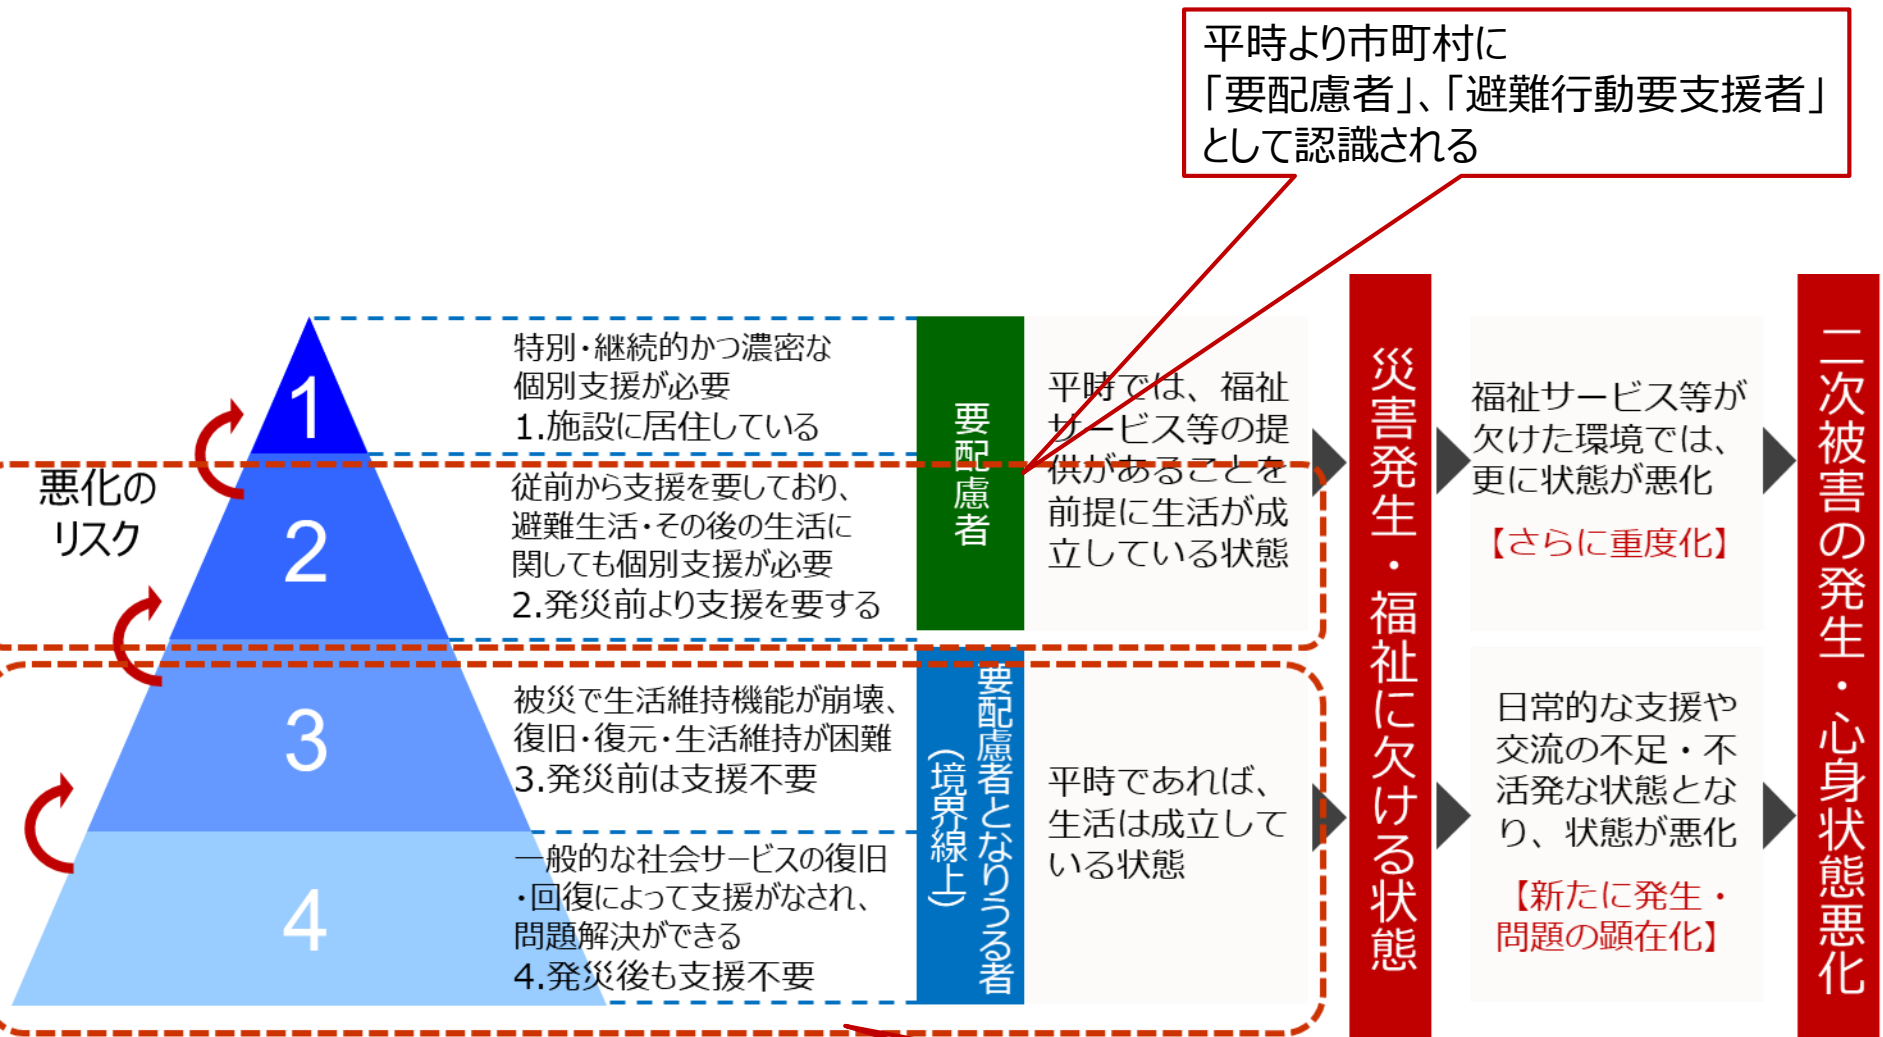 平時より市町村に
「要配慮者」、「避難行動要支援者」
として認識される
悪化の
リスク
1
2
3
4
特別・継続的かつ濃密な
個別支援が必要
1.施設に居住している
従前から支援を要しており、
避難生活・その後の生活に
関しても個別支援が必要
2.発災前より支援を要する
被災で生活維持機能が崩壊、
復旧・復元・生活維持が困難
3.発災前は支援不要
一般的な社会サービスの復旧
・回復によって支援がなされ、
問題解決ができる
4.発災後も支援不要
要配慮者
要配慮者となりうる者
（境界線上）
平時では、福祉
サービス等の提
供があることを
前提に生活が成
立している状態
平時であれば、
生活は成立して
いる状態
災害発生・福祉に欠ける状態
福祉サービス等が
欠けた環境では、
更に状態が悪化
【さらに重度化】
日常的な支援や
交流の不足・不
活発な状態とな
り、状態が悪化
【新たに発生・
問題の顕在化】
二次被害の発生・心身状態悪化